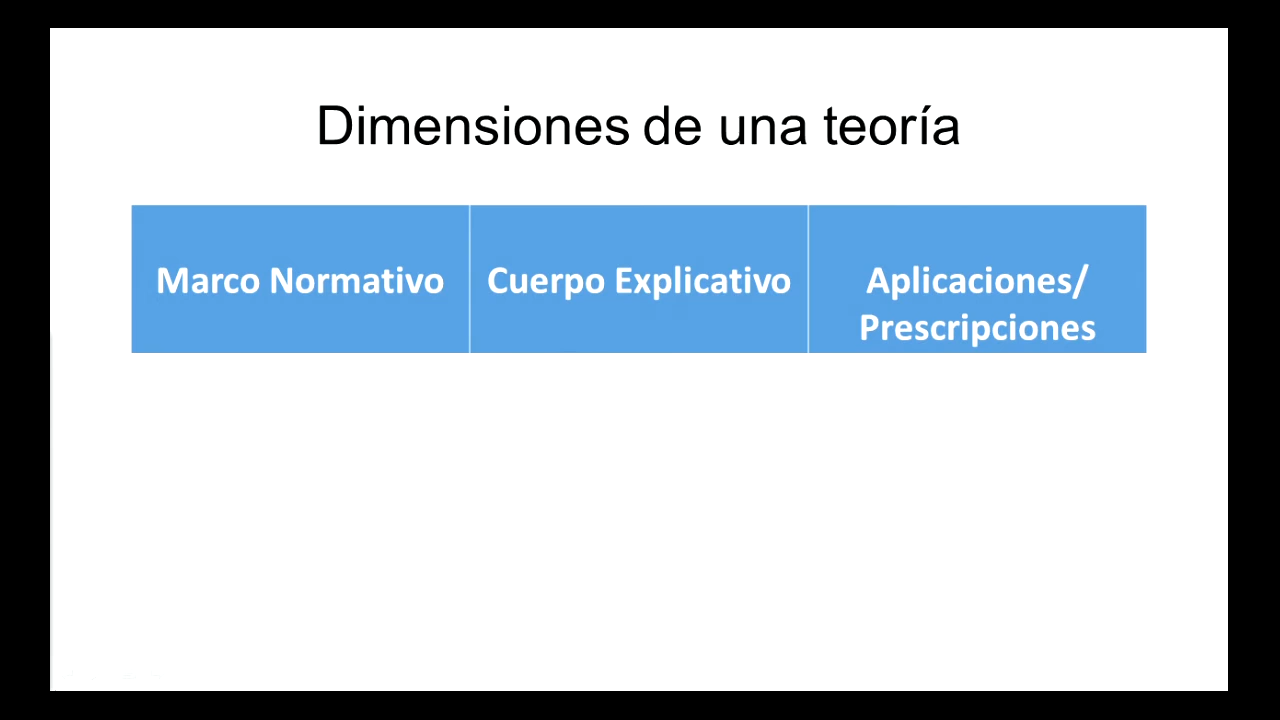 Dimensiones de una teoría
Marco Normativo
Cuerpo Explicativo
Aplicaciones/
Prescripciones